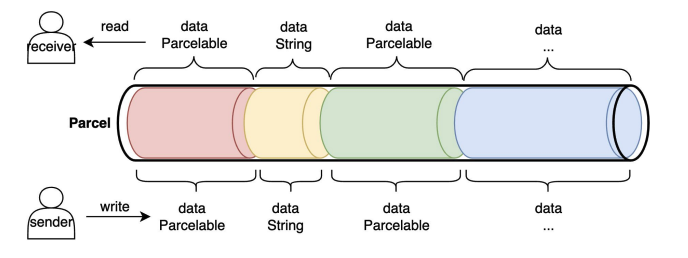 read
data
Parcelable
data
String
data
Parcelable
data
...
receiver
Parcel
sender
write
data
Parcelable
data
String
data
Parcelable
data
...